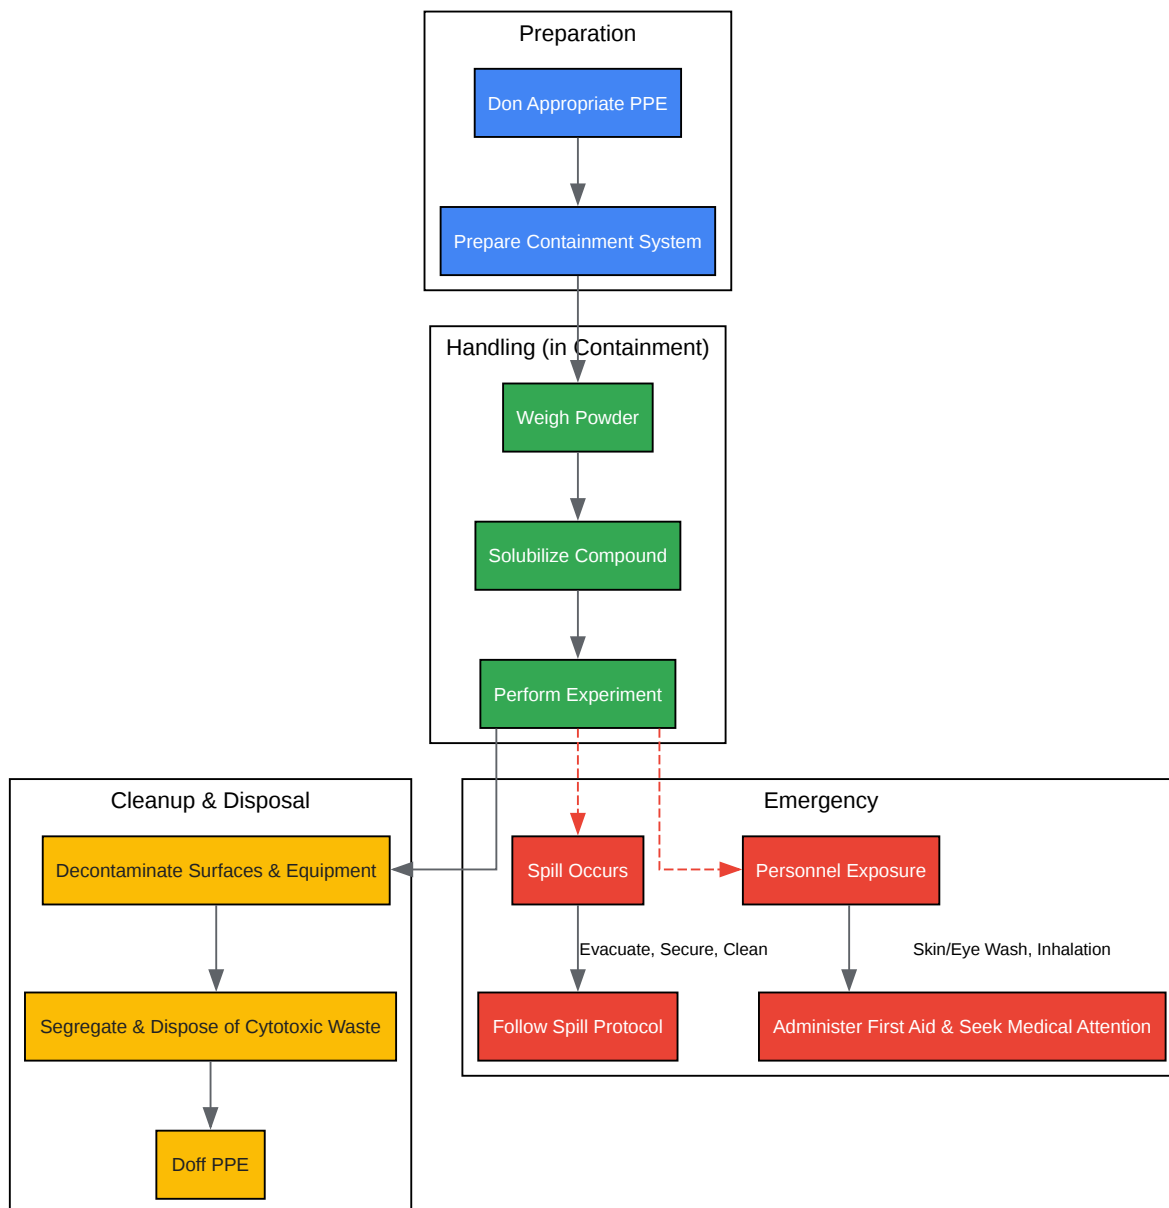 Preparation
Don Appropriate PPE
Prepare Containment System
Handling (in Containment)
Weigh Powder
Solubilize Compound
Perform Experiment
Cleanup & Disposal
Decontaminate Surfaces & Equipment
Segregate & Dispose of Cytotoxic Waste
Doff PPE
Emergency
Spill Occurs
Personnel Exposure
Evacuate, Secure, Clean
Skin/Eye Wash, Inhalation
Follow Spill Protocol
Administer First Aid & Seek Medical Attention